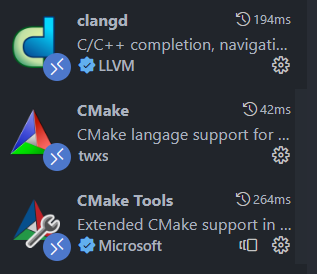 clangd 194ms
C/C++ completion, navigati...
LLVM
CMake 42ms
CMake langage support for ...
twxs
CMake Tools 264ms
Extended CMake support in ...
Microsoft